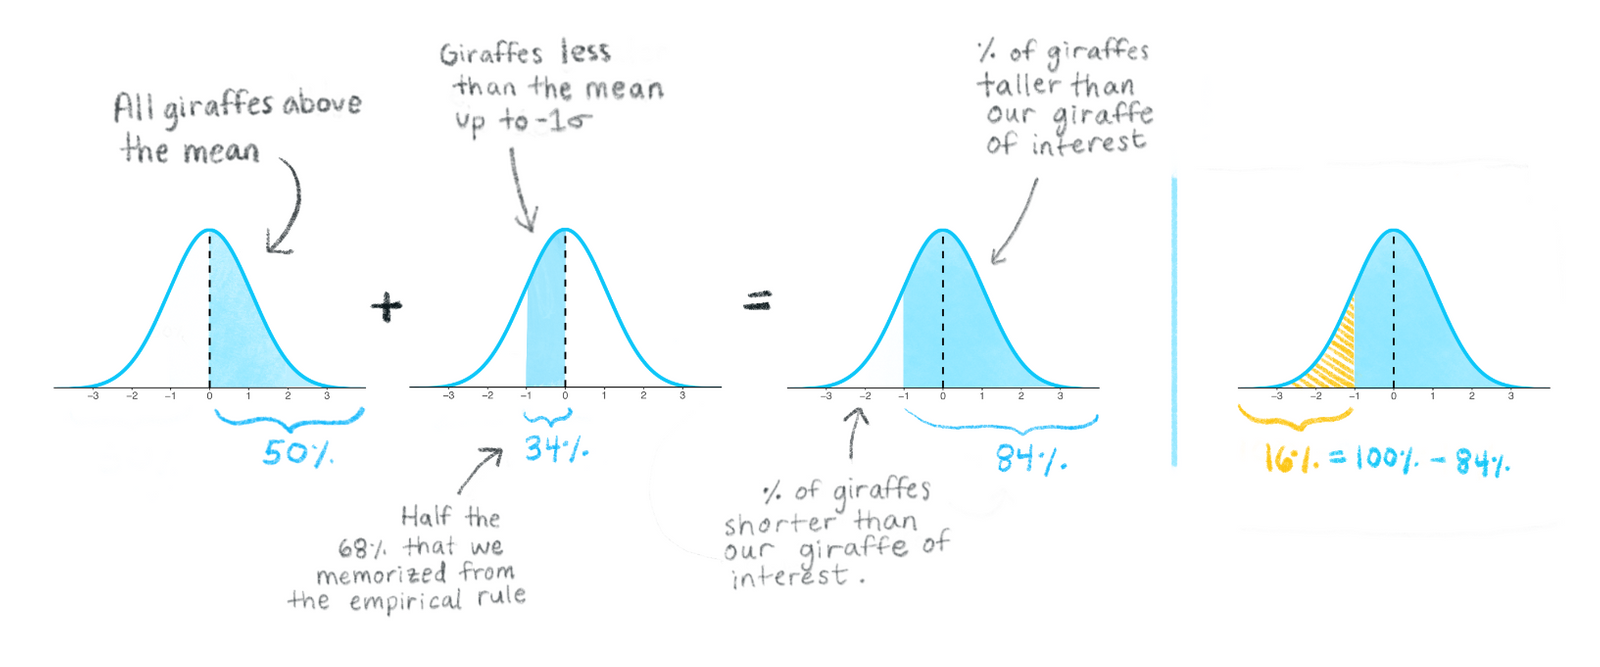 All giraffes above
the mean
Giraffes less
than the mean
up to -1σ
% of giraffes
taller than
our giraffe
of interest
+
=
-3 -2 -1 0 1 2 3
-3 -2 -1 0 1 2 3
-3 -2 -1 0 1 2 3
-3 -2 -1 0 1 2 3
50%
34%
84%
16% = 100% - 84%
Half the
68% that we
memorized from
the empirical rule
% of giraffes
shorter than
our giraffe of
interest.